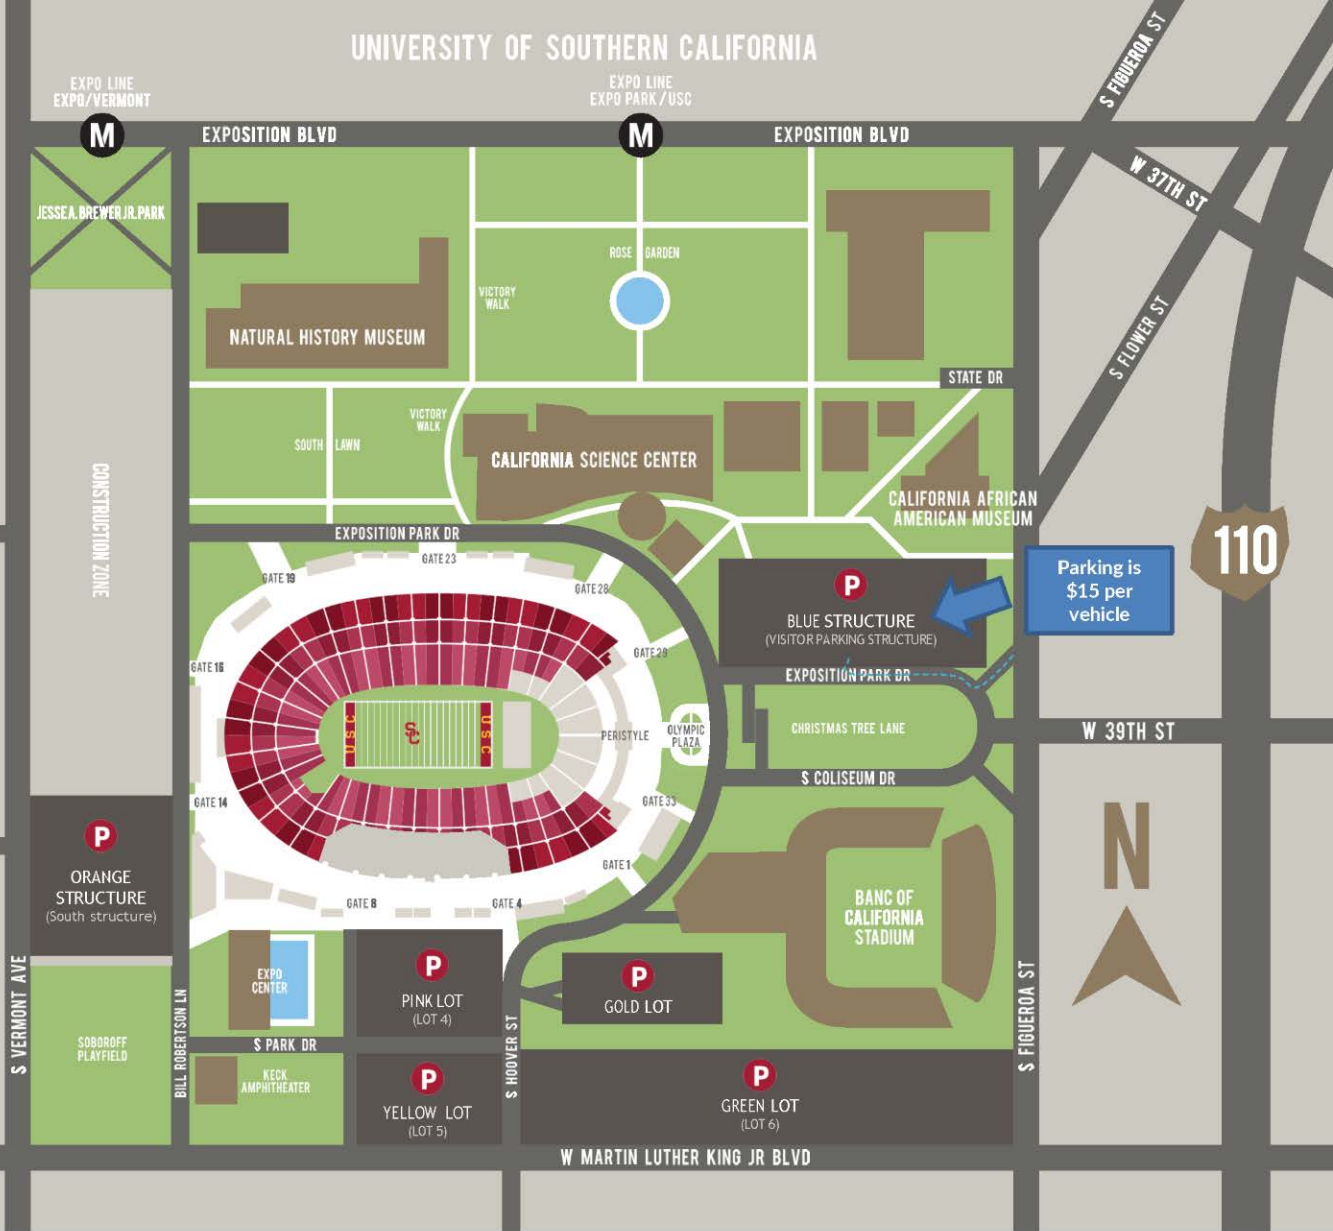 UNIVERSITY OF SOUTHERN CALIFORNIA
S FIGUEROA ST
EXPO LINE
EXPO/VERMONT
EXPO LINE
EXPO PARK/USC
M
EXPOSITION BLVD
M
EXPOSITION BLVD
W 37TH ST
JESSE A. BREWER JR. PARK
ROSE GARDEN
VICTORY
WALK
NATURAL HISTORY MUSEUM
S FLOWER ST
STATE DR
VICTORY
WALK
SOUTH LAWN
CALIFORNIA SCIENCE CENTER
CALIFORNIA AFRICAN
AMERICAN MUSEUM
CONSTRUCTION ZONE
EXPOSITION PARK DR
110
GATE 23
GATE 19
GATE 28
Parking is
$15 per
vehicle
P
BLUE STRUCTURE
(VISITOR PARKING STRUCTURE)
GATE 29
GATE 16
EXPOSITION PARK DR
USC
SC
USC
PERISTYLE
OLYMPIC
PLAZA
CHRISTMAS TREE LANE
W 39TH ST
S COLISEUM DR
GATE 14
GATE 33
P
ORANGE
STRUCTURE
(South structure)
GATE 1
GATE 8
GATE 4
BANC OF
CALIFORNIA
STADIUM
N
P
PINK LOT
(LOT 4)
P
GOLD LOT
EXPO
CENTER
S VERMONT AVE
BILL ROBERTSON LN
S PARK DR
S HOOVER ST
S FIGUEROA ST
SOBOROFF
PLAYFIELD
KECK
AMPHITHEATER
P
YELLOW LOT
(LOT 5)
P
GREEN LOT
(LOT 6)
W MARTIN LUTHER KING JR BLVD